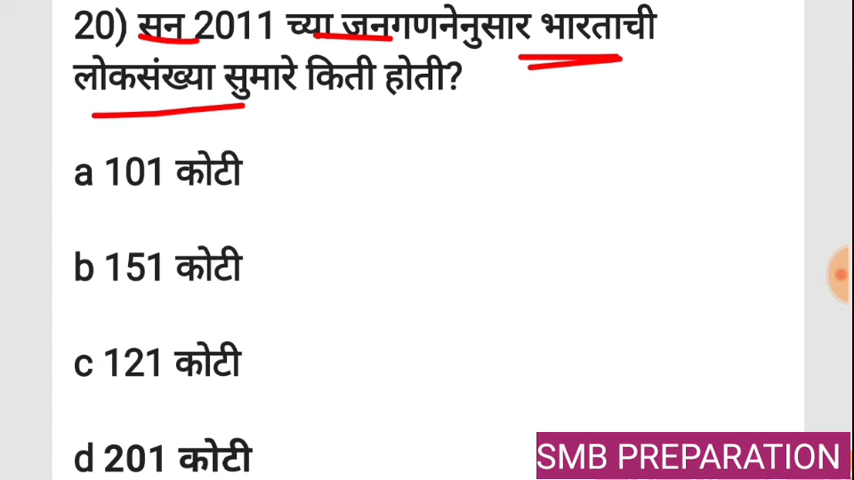 20) सन 2011 च्या जनगणनेनुसार भारताची
लोकसंख्या सुमारे किती होती?
a 101 कोटी
b 151 कोटी
c 121 कोटी
d 201 कोटी
SMB PREPARATION